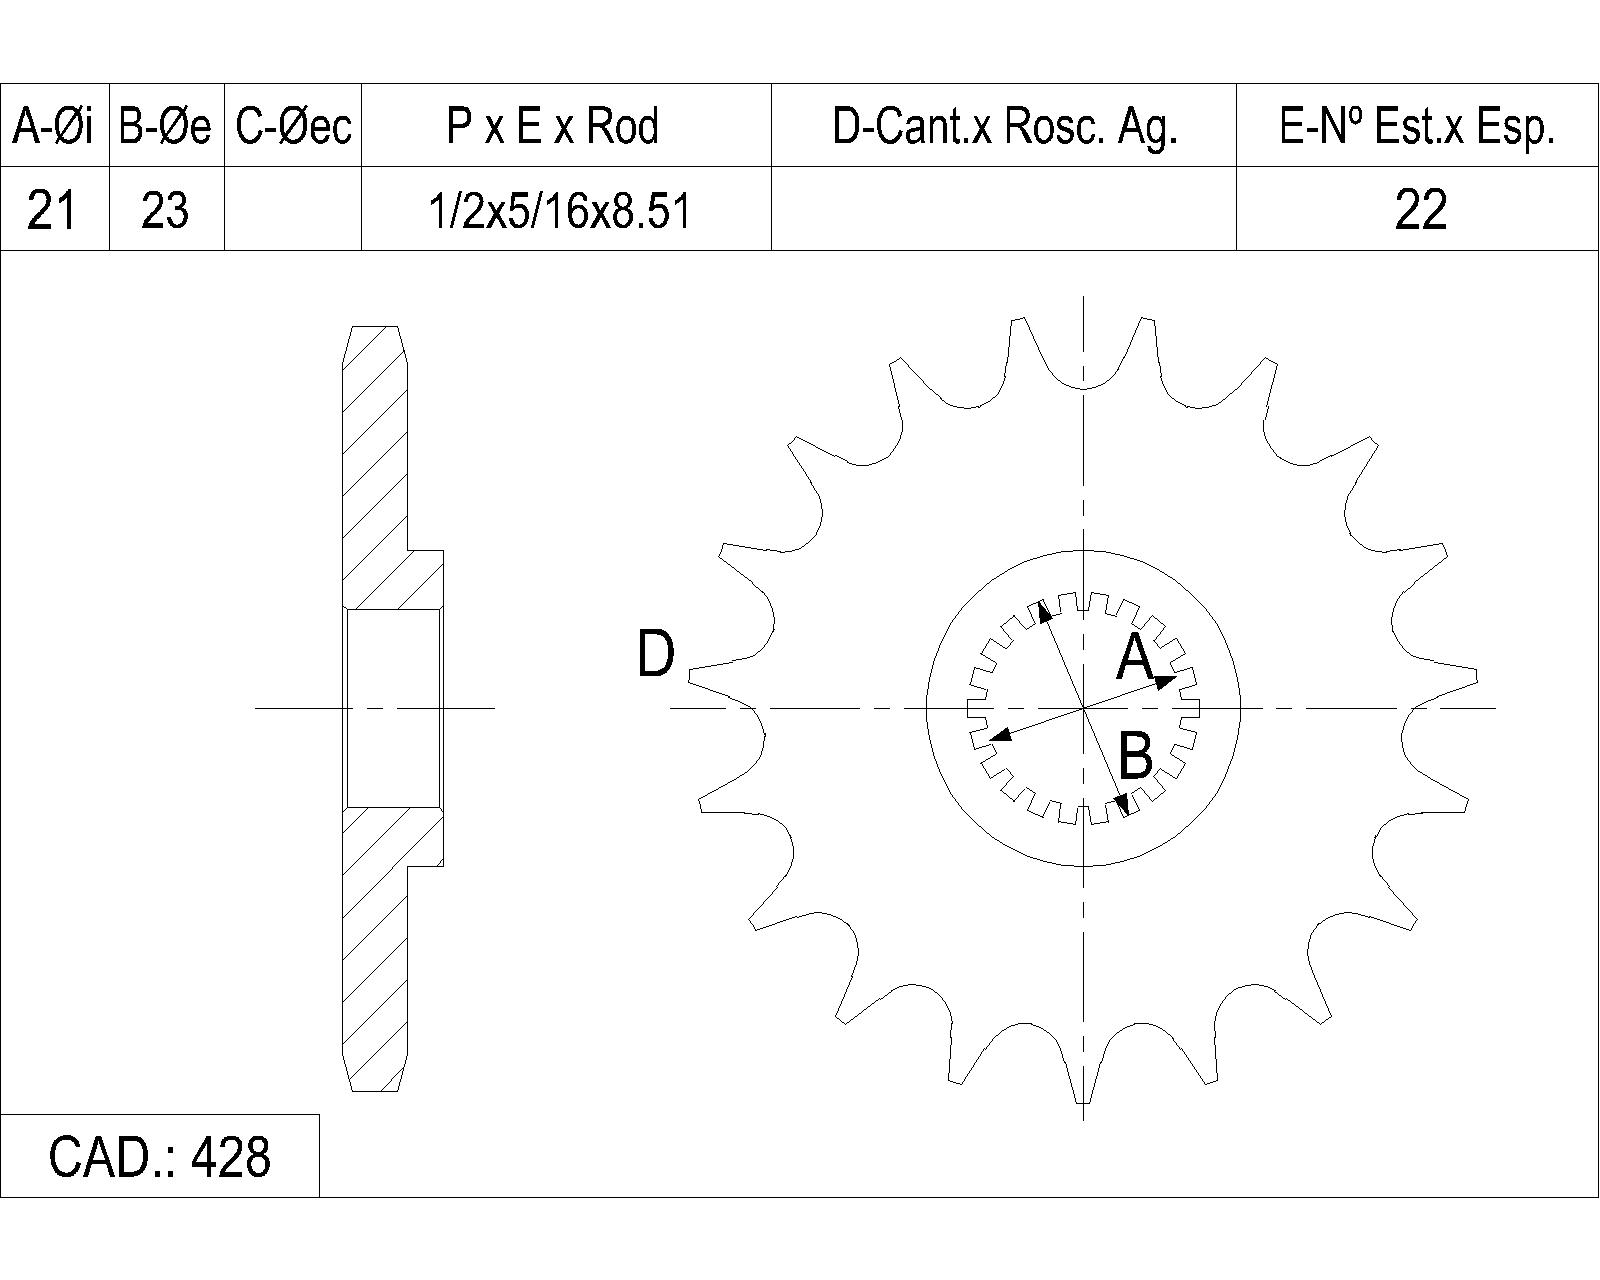 A-Øi B-Øe C-Øec P x E x Rod D-Cant.x Rosc. Ag. E-Nº Est.x Esp.
21 23 1/2x5/16x8.51 22
D
A
B
CAD.: 428